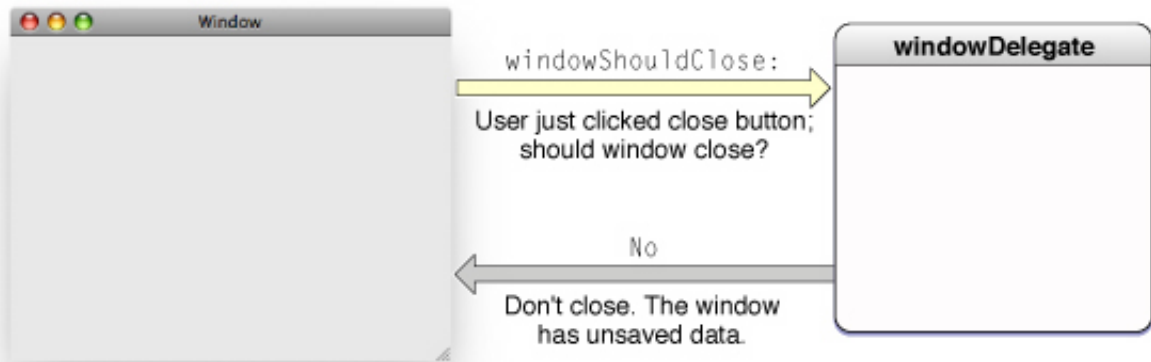 Window
windowShouldClose:
User just clicked close button;
should window close?
windowDelegate
No
Don't close. The window
has unsaved data.